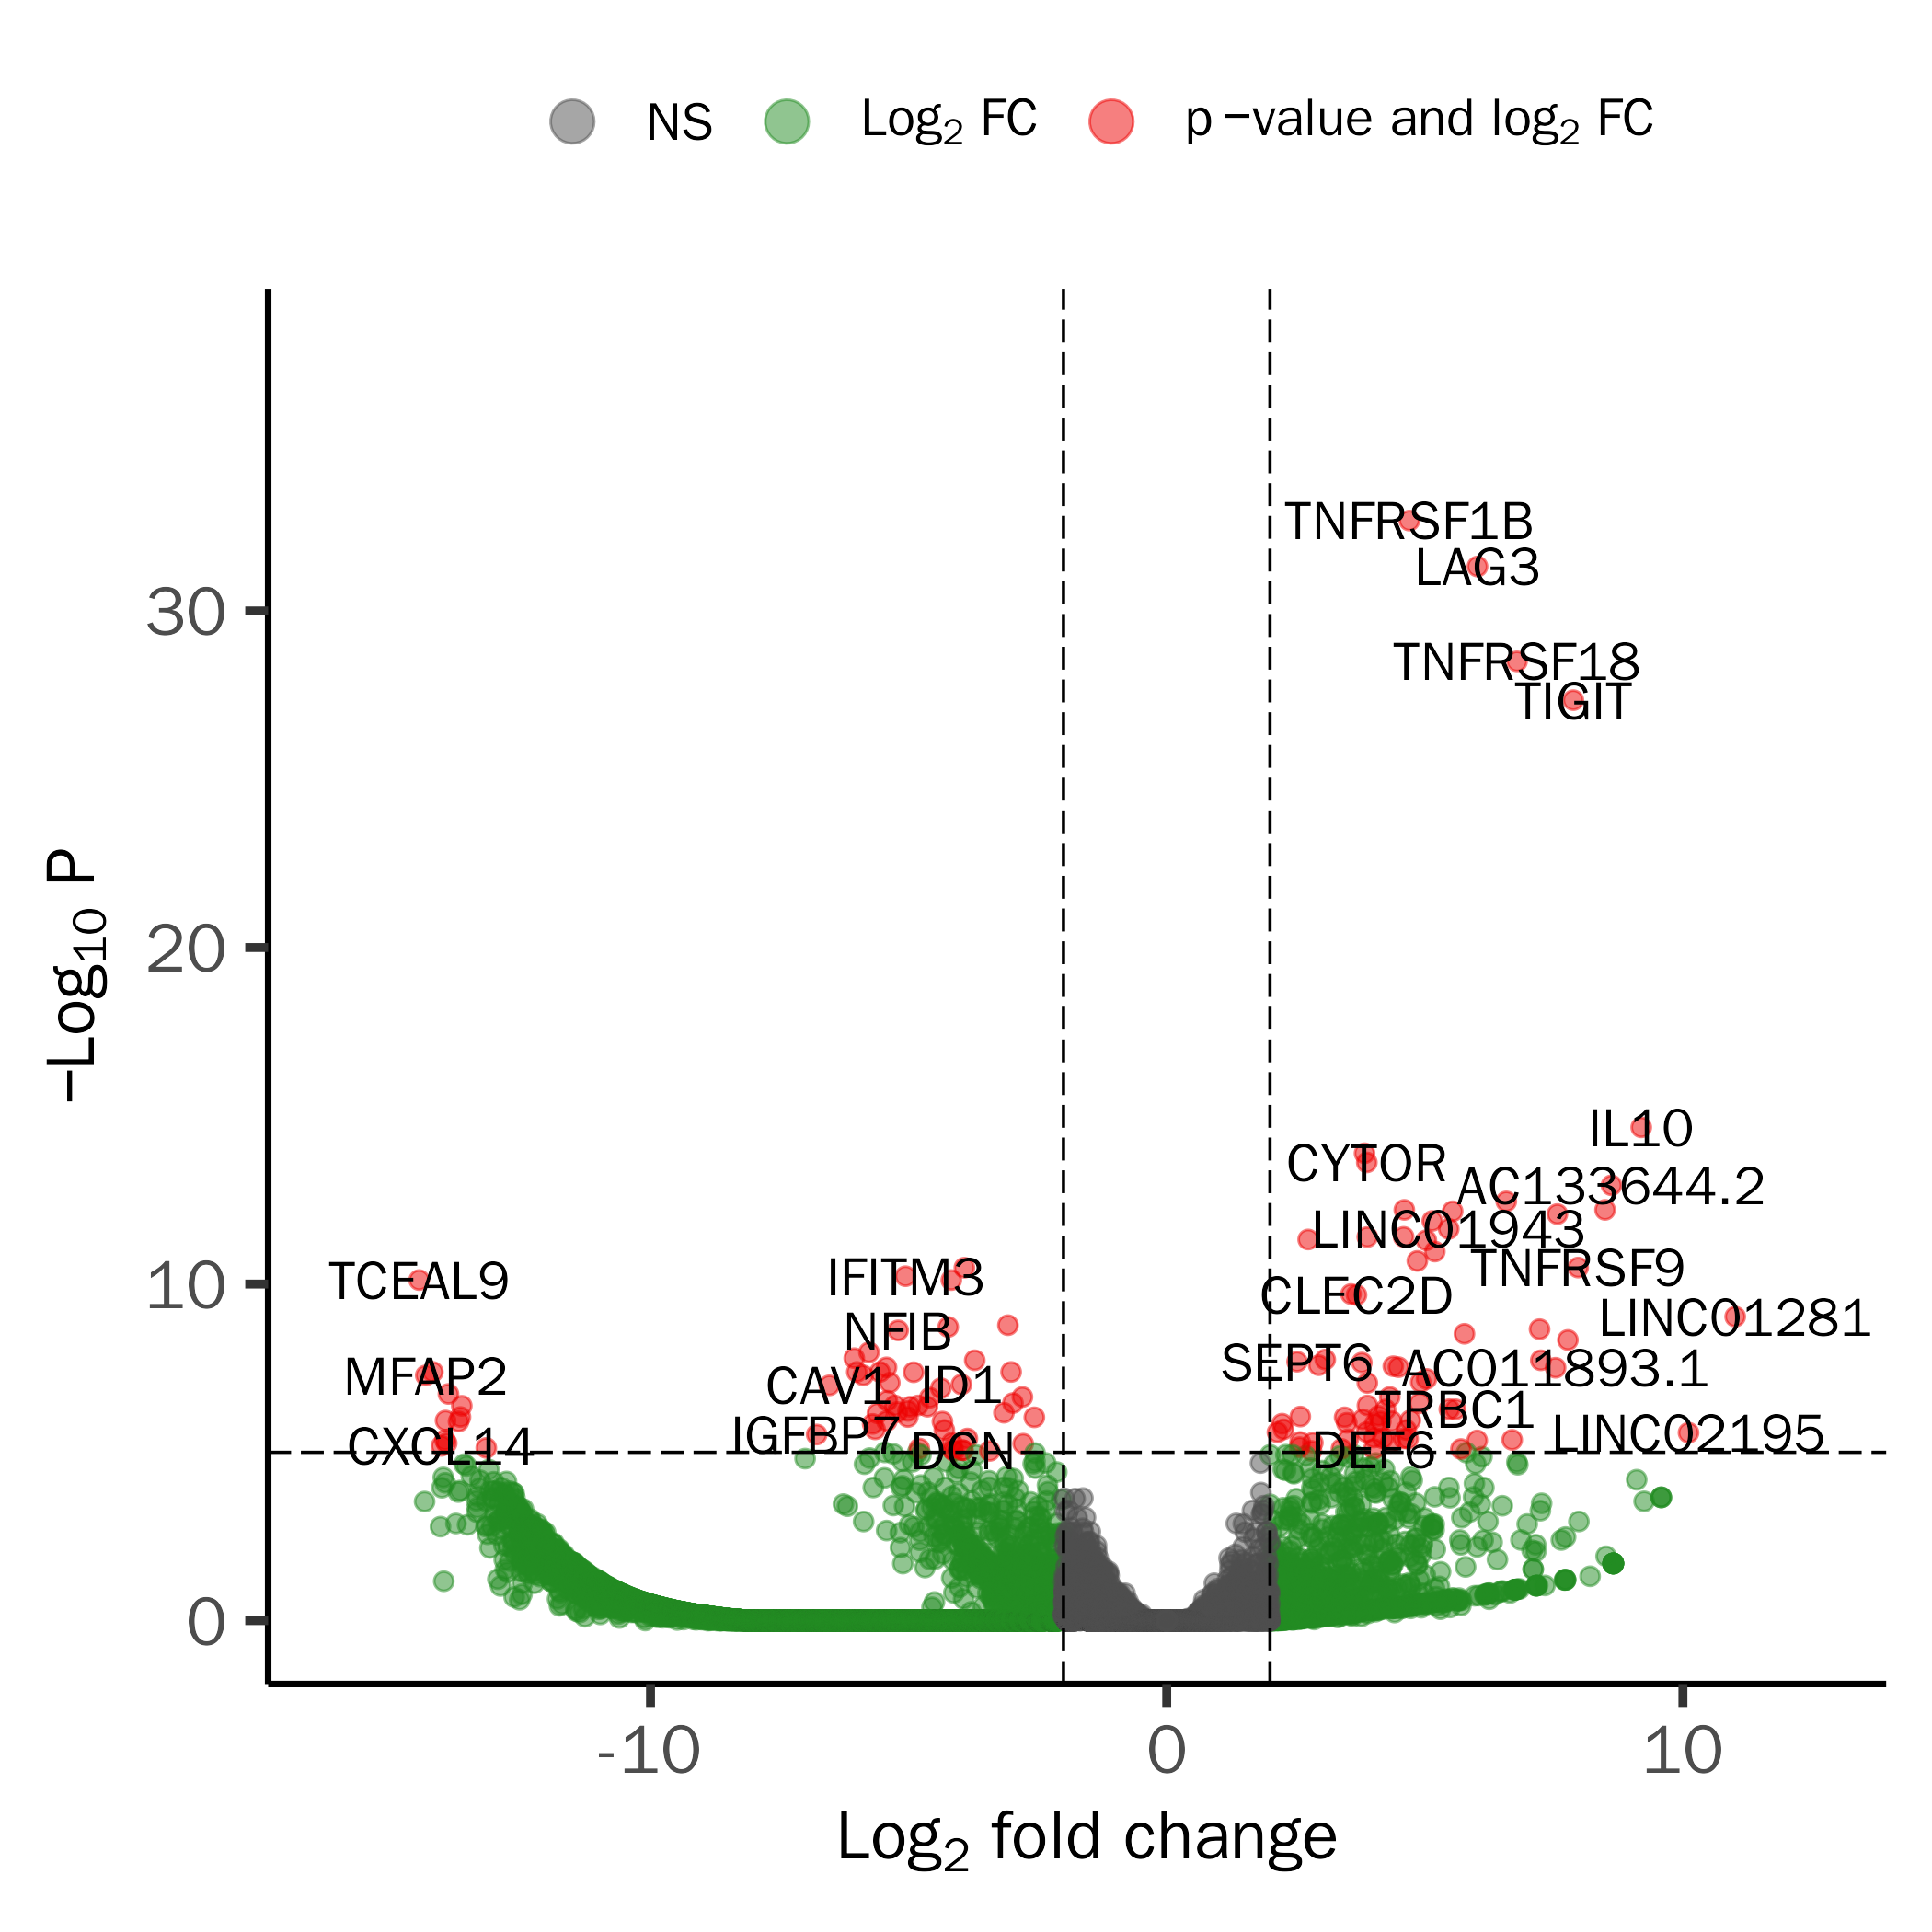 NS Log2 FC p −value and log2 FC
TNFRSF1B
LAG3
30
TNFRSF18
TIGIT
−Log10 P
20
IL10
CYTOR
AC133644.2
LINC01943
TNFRSF9
10
TCEAL9
IFITM3
CLEC2D
LINC01281
NFIB
SEPT6
AC011893.1
MFAP2
CAV1
ID1
TRBC1
IGFBP7
LINC02195
CXCL14
DCN
DEF6
0
-10 0 10
Log2 fold change